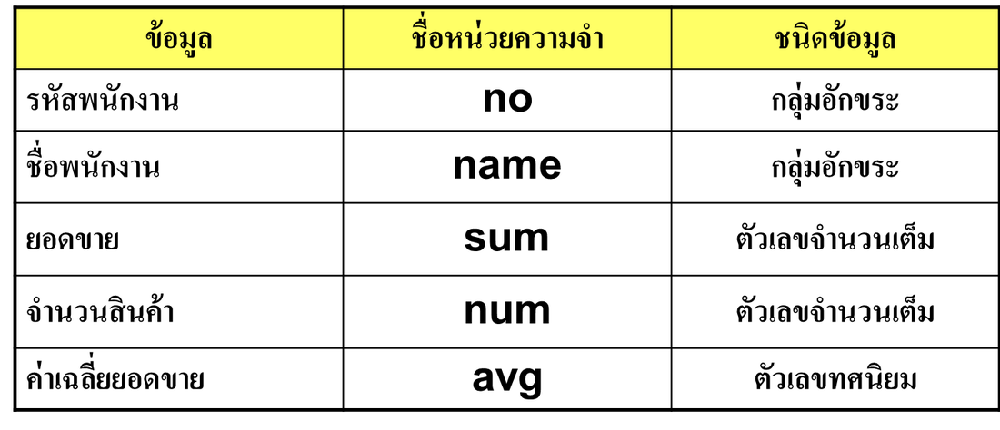 ข้อมูล ชื่อหน่วยความจำ ชนิดข้อมูล
รหัสพนักงาน no กลุ่มอักขระ
ชื่อพนักงาน name กลุ่มอักขระ
ยอดขาย sum ตัวเลขจำนวนเต็ม
จำนวนสินค้า num ตัวเลขจำนวนเต็ม
ค่าเฉลี่ยยอดขาย avg ตัวเลขทศนิยม